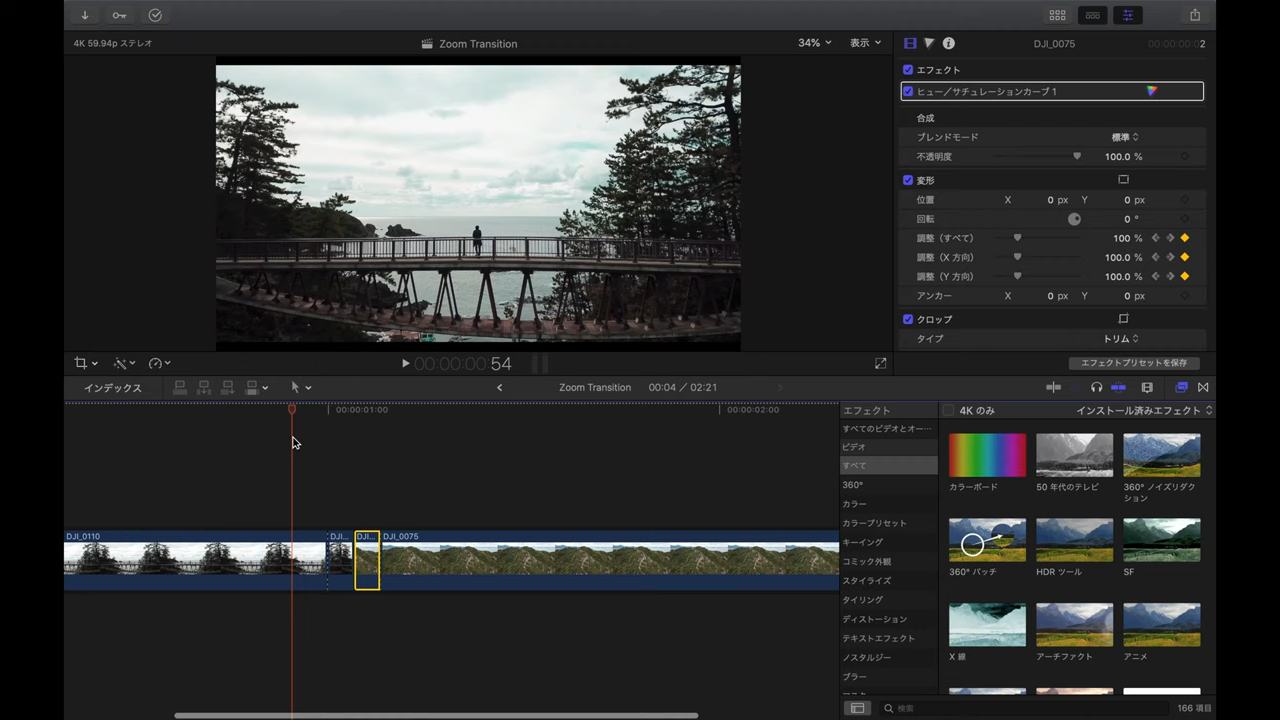 4K 59.94p ステレオ
Zoom Transition
34%
表示
DJI_0075
00:00:00:02
エフェクト
ヒュー／サチュレーションカーブ 1
合成
ブレンドモード
標準
不透明度
100.0 %
変形
位置 X 0 px Y 0 px
回転 0 °
調整（すべて） 100 %
調整（X 方向） 100.0 %
調整（Y 方向） 100.0 %
アンカー X 0 px Y 0 px
クロップ
タイプ トリム
00:00:00:54
エフェクトプリセットを保存
インデックス
Zoom Transition
00:04 / 02:21
00:00:01:00
00:00:02:00
DJI_0110
DJI...
DJI...
DJI_0075
エフェクト
4K のみ
インストール済みエフェクト
すべてのビデオとオー…
ビデオ
すべて
360°
カラー
カラープリセット
キーイング
コミック外観
スタイライズ
タイリング
ディストーション
テキストエフェクト
ノスタルジー
ブラー
カラーボード
50 年代のテレビ
360° ノイズリダク
ション
360° パッチ
HDR ツール
SF
X 線
アーチファクト
アニメ
検索
166 項目